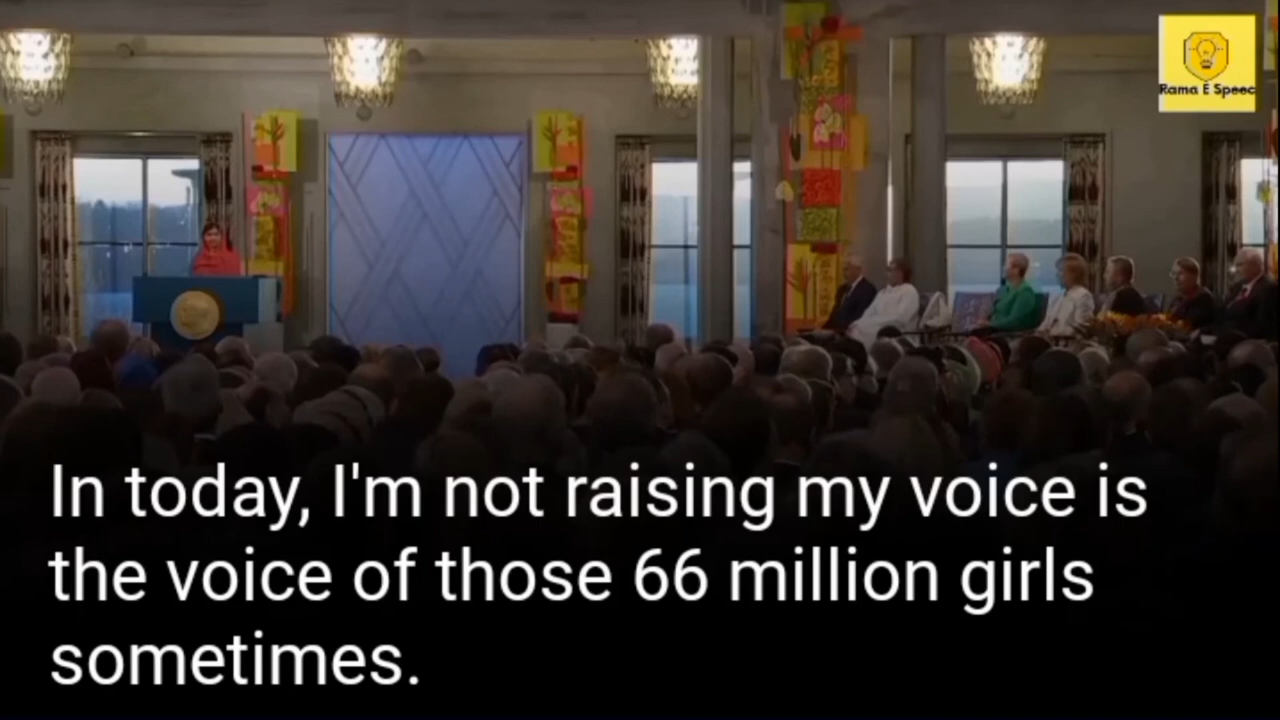 Rama E Speec
In today, I'm not raising my voice is
the voice of those 66 million girls
sometimes.